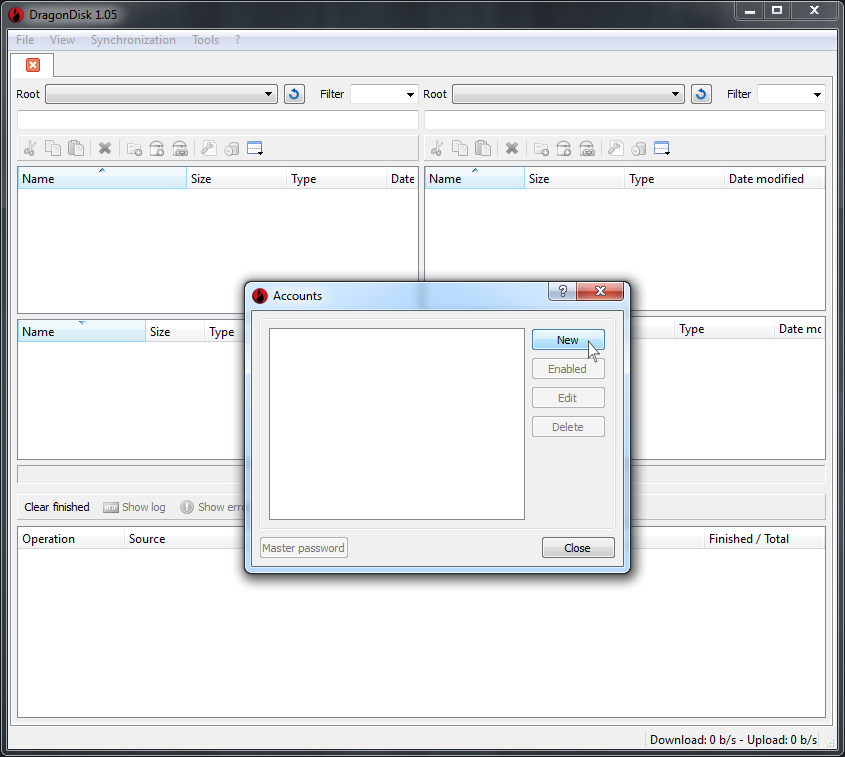 DragonDisk 1.05
File View Synchronization Tools ?
Root Filter Root Filter
Name Size Type Date Name Size Type Date modified
Accounts ?
Name Size Type Type Date mo
New
Enabled
Edit
Delete
Clear finished Show log Show erro
Operation Source Finished / Total
Master password Close
Download: 0 b/s - Upload: 0 b/s